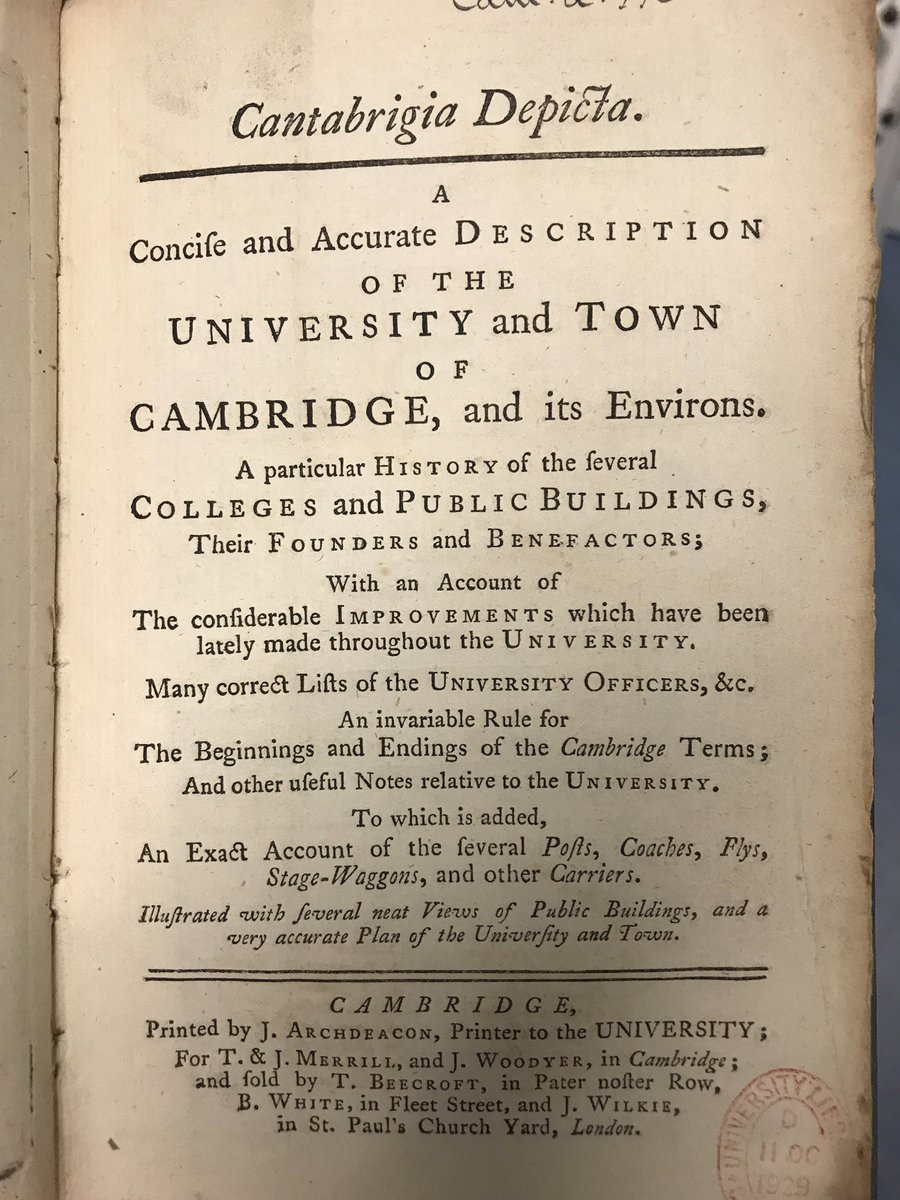 Cantabrigia Depicta.
A
Conciſe and Accurate DESCRIPTION
OF THE
UNIVERSITY and TOWN
OF
CAMBRIDGE, and its Environs.
A particular HISTORY of the ſeveral
COLLEGES and PUBLIC BUILDINGS,
Their FOUNDERS and BENEFACTORS;
With an Account of
The conſiderable IMPROVEMENTS which have been
lately made throughout the UNIVERSITY.
Many correct Liſts of the UNIVERSITY OFFICERS, &c.
An invariable Rule for
The Beginnings and Endings of the Cambridge Terms;
And other uſeful Notes relative to the UNIVERSITY.
To which is added,
An Exact Account of the ſeveral Poſts, Coaches, Flys,
Stage-Waggons, and other Carriers.
Illuſtrated with ſeveral neat Views of Public Buildings, and a
very accurate Plan of the Univerſity and Town.
CAMBRIDGE,
Printed by J. ARCHDEACON, Printer to the UNIVERSITY;
For T. & J. MERRILL, and J. WOODYER, in Cambridge;
and ſold by T. BEECROFT, in Pater noſter Row,
B. WHITE, in Fleet Street, and J. WILKIE,
in St. Paul's Church Yard, London.
UNIVERSITY
D
11 OC